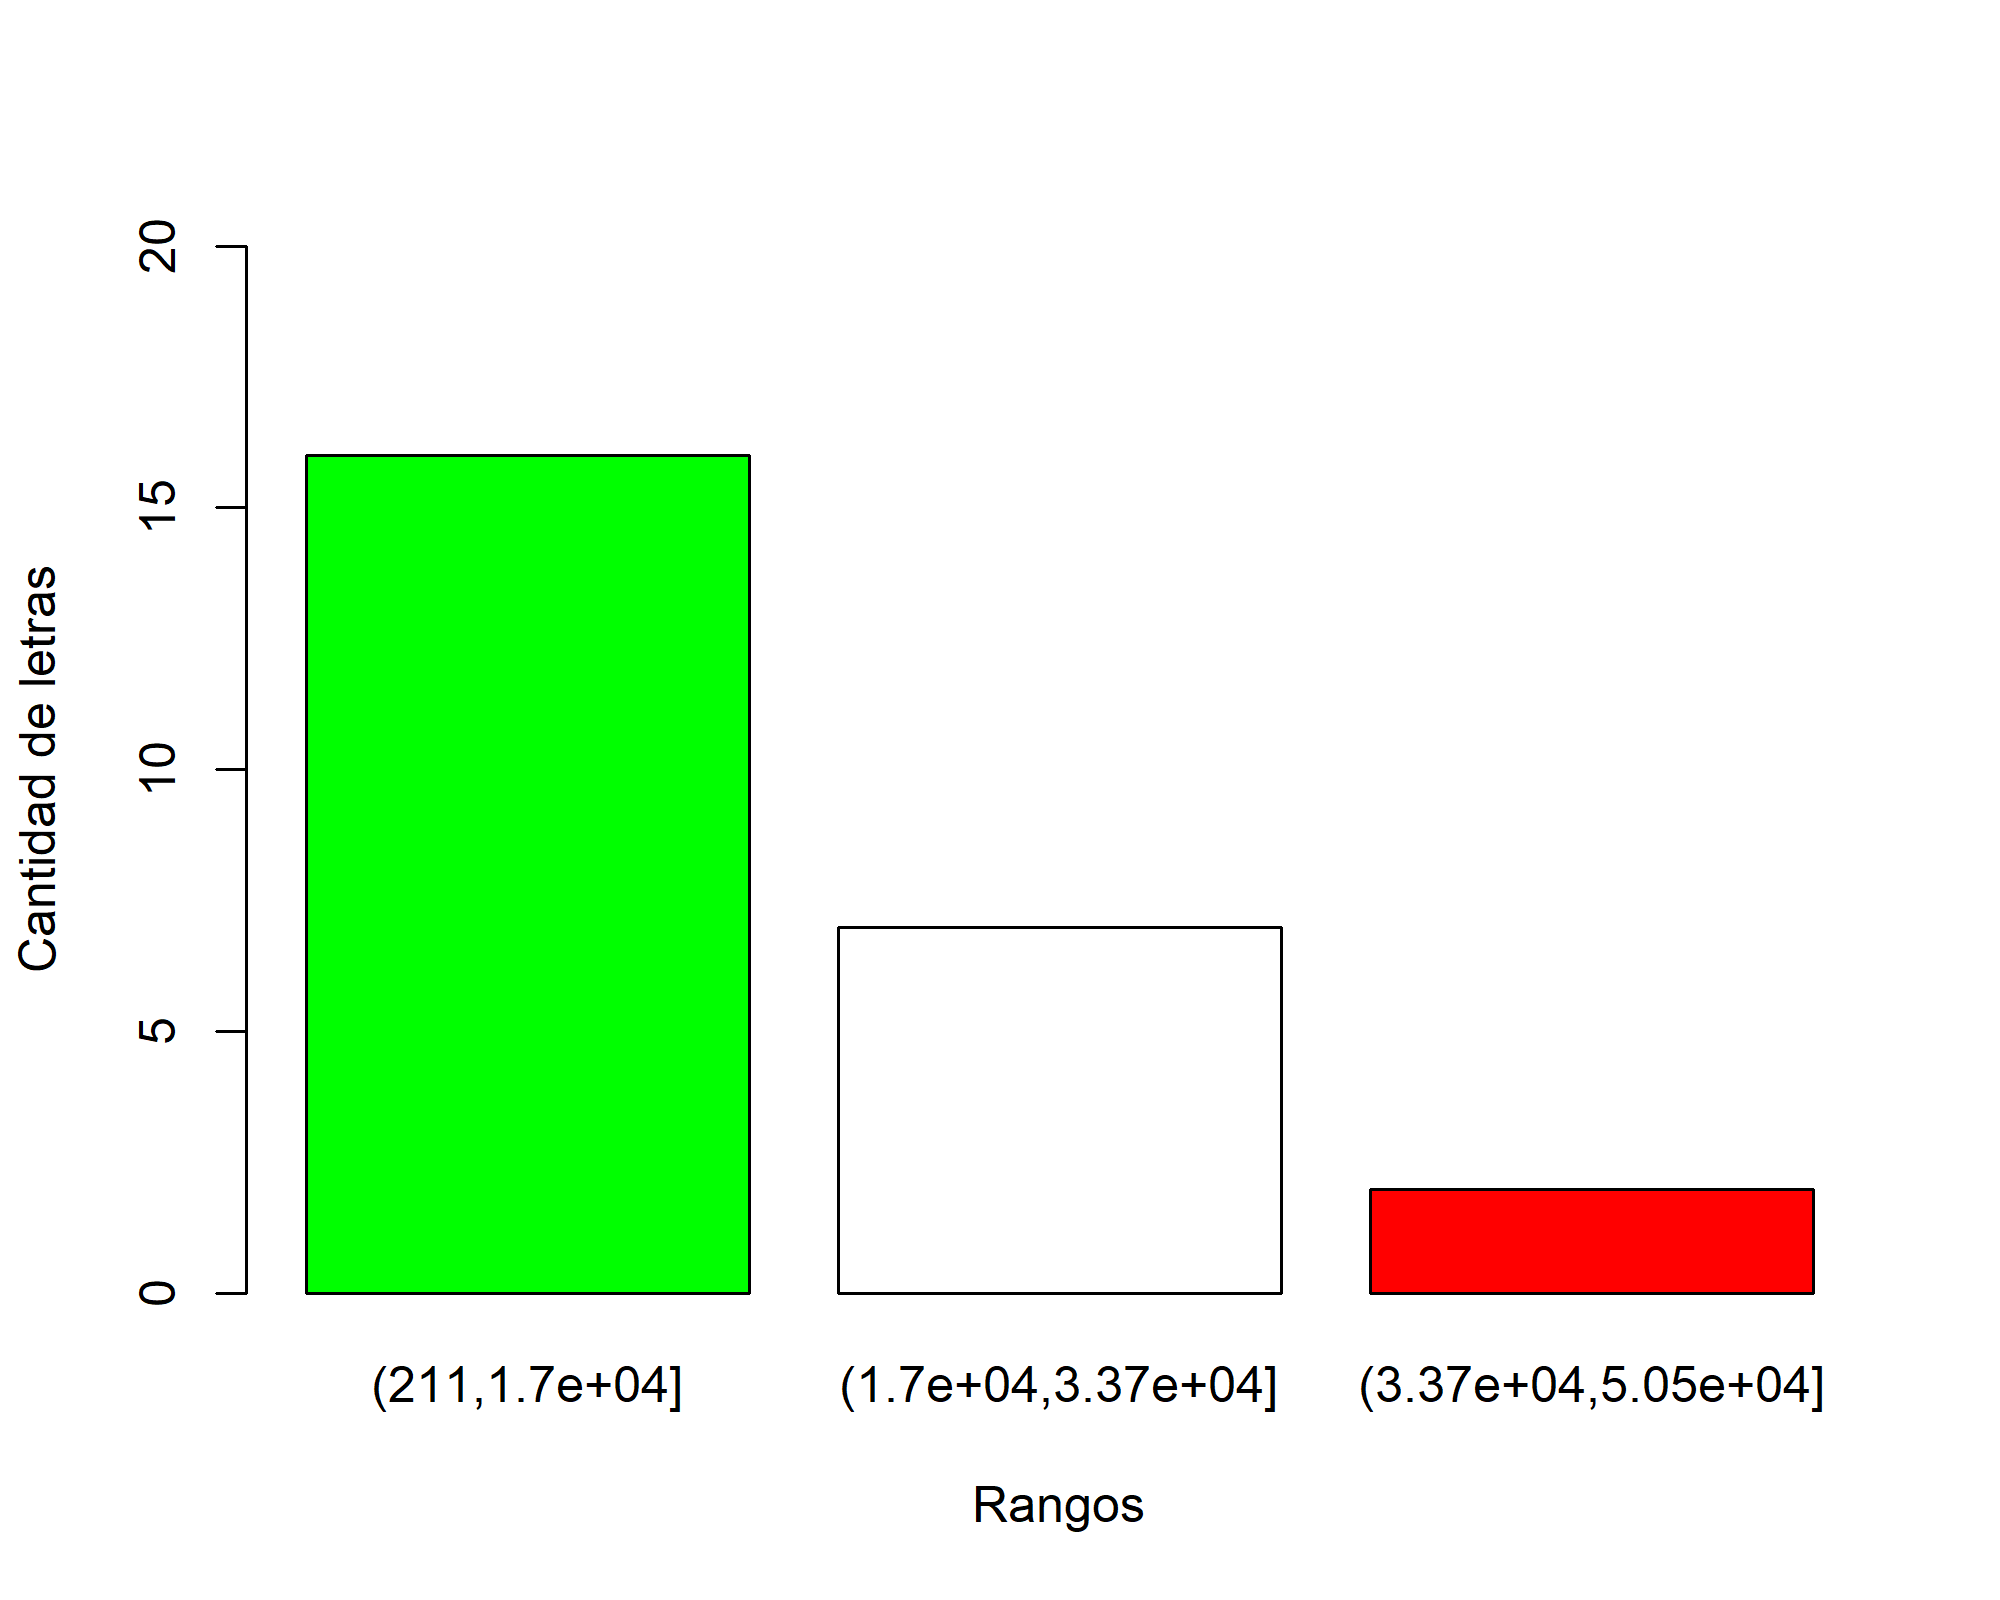 Cantidad de letras
20
15
10
5
0
(211,1.7e+04]
(1.7e+04,3.37e+04]
(3.37e+04,5.05e+04]
Rangos